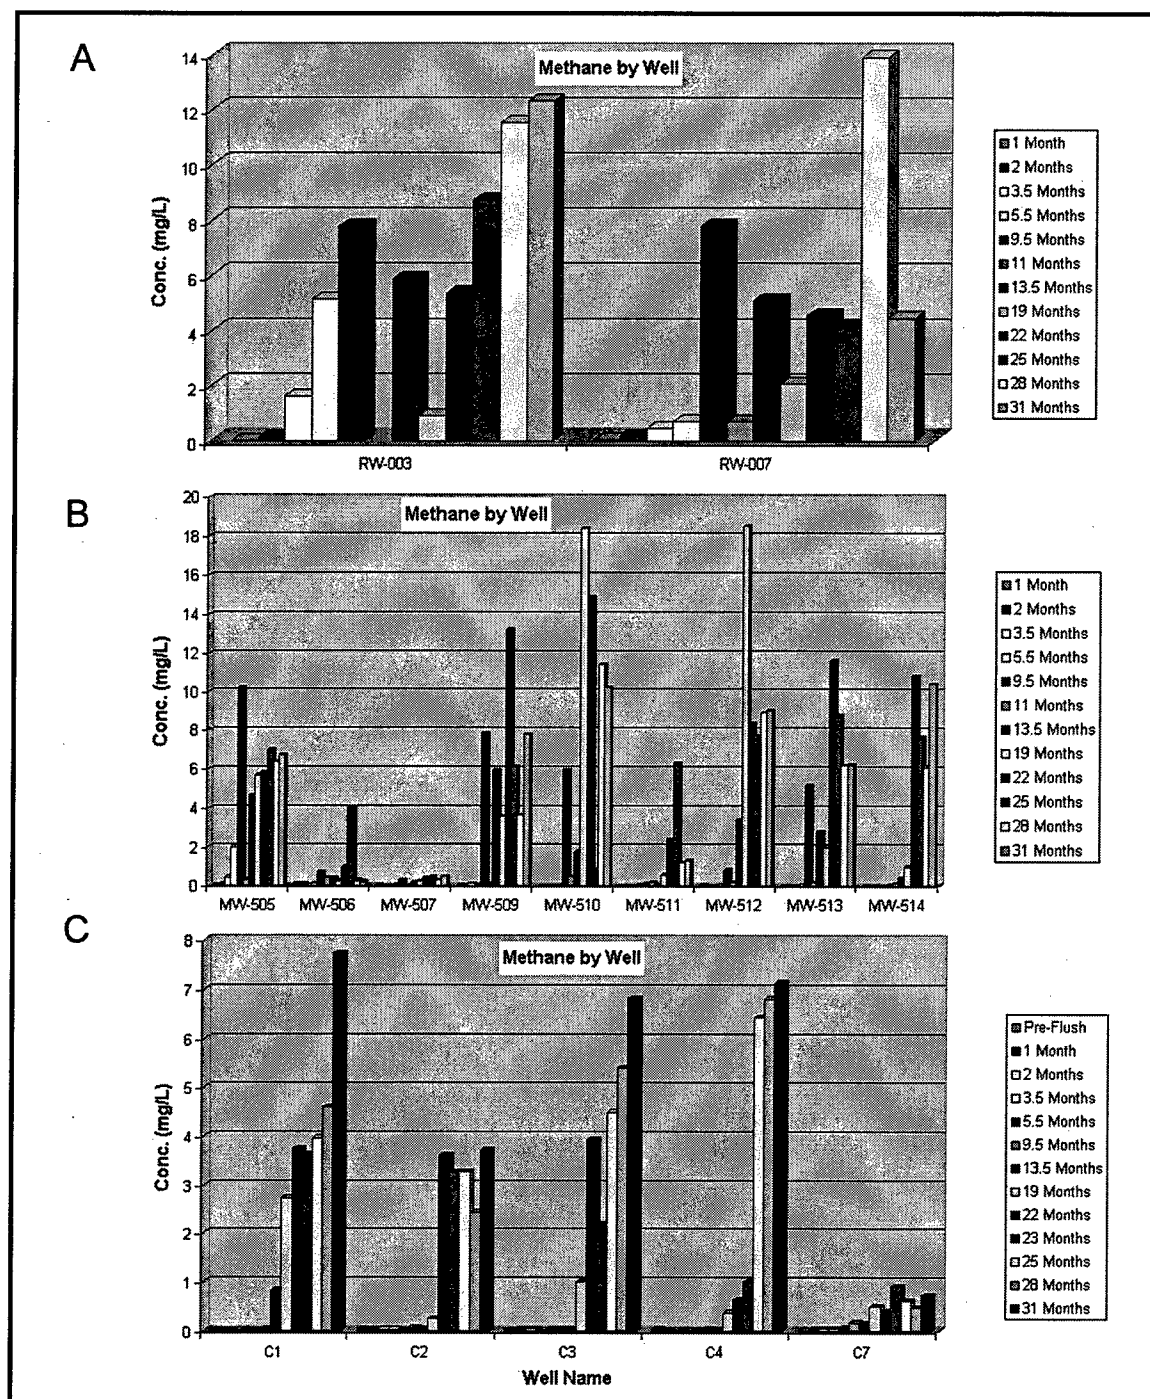 A
Methane by Well
14
12
10
8
6
4
2
0
Conc. (mg/L)
RW-003 RW-007
1 Month
2 Months
3.5 Months
5.5 Months
9.5 Months
11 Months
13.5 Months
19 Months
22 Months
25 Months
28 Months
31 Months
B
Methane by Well
20
18
16
14
12
10
8
6
4
2
0
Conc. (mg/L)
MW-505 MW-506 MW-507 MW-509 MW-510 MW-511 MW-512 MW-513 MW-514
1 Month
2 Months
3.5 Months
5.5 Months
9.5 Months
11 Months
13.5 Months
19 Months
22 Months
25 Months
28 Months
31 Months
C
Methane by Well
8
7
6
5
4
3
2
1
0
Conc. (mg/L)
C1 C2 C3 C4 C7
Well Name
Pre-Flush
1 Month
2 Months
3.5 Months
5.5 Months
9.5 Months
13.5 Months
19 Months
22 Months
23 Months
25 Months
28 Months
31 Months